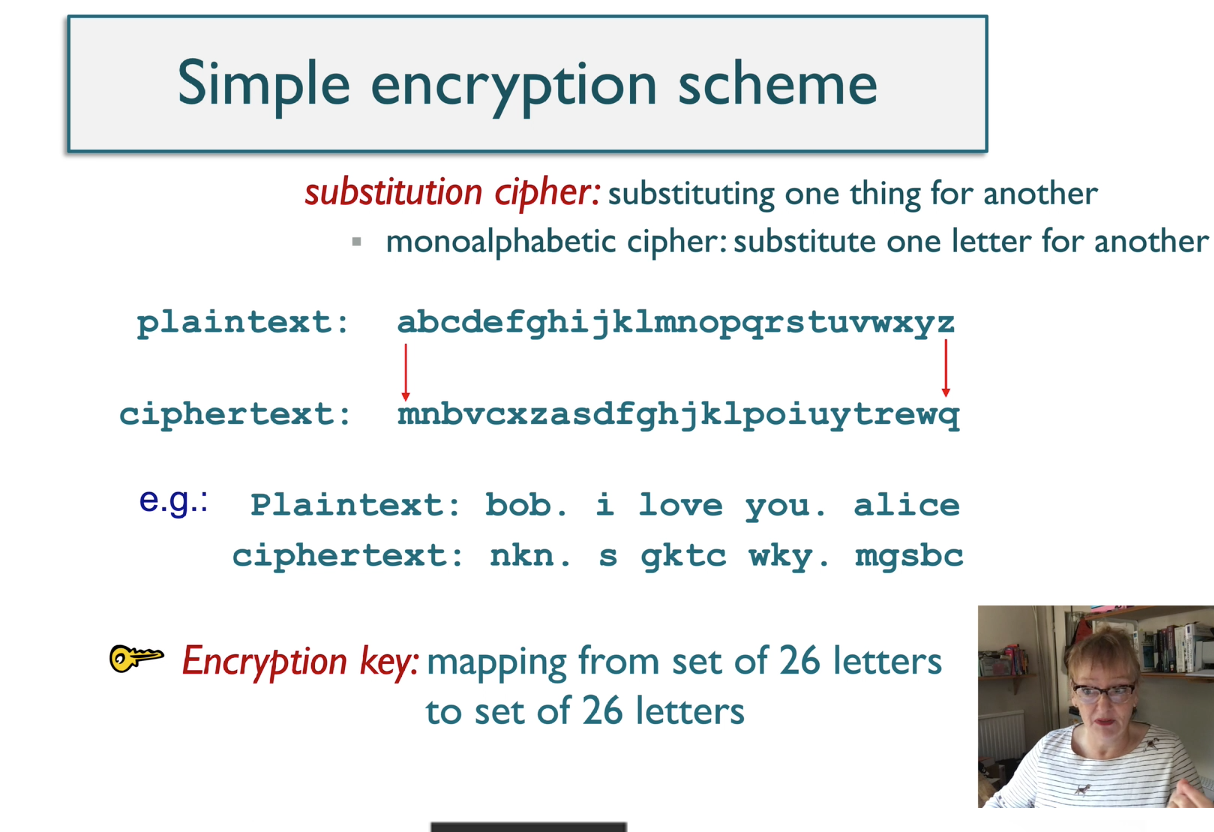 Simple encryption scheme
substitution cipher: substituting one thing for another
monoalphabetic cipher: substitute one letter for another
plaintext: abcdefghijklmnopqrstuvwxyz
ciphertext: mnbvcxzasdfghjklpoiuytrewq
e.g.: Plaintext: bob. i love you. alice
ciphertext: nkn. s gktc wky. mgsbc
Encryption key: mapping from set of 26 letters
to set of 26 letters